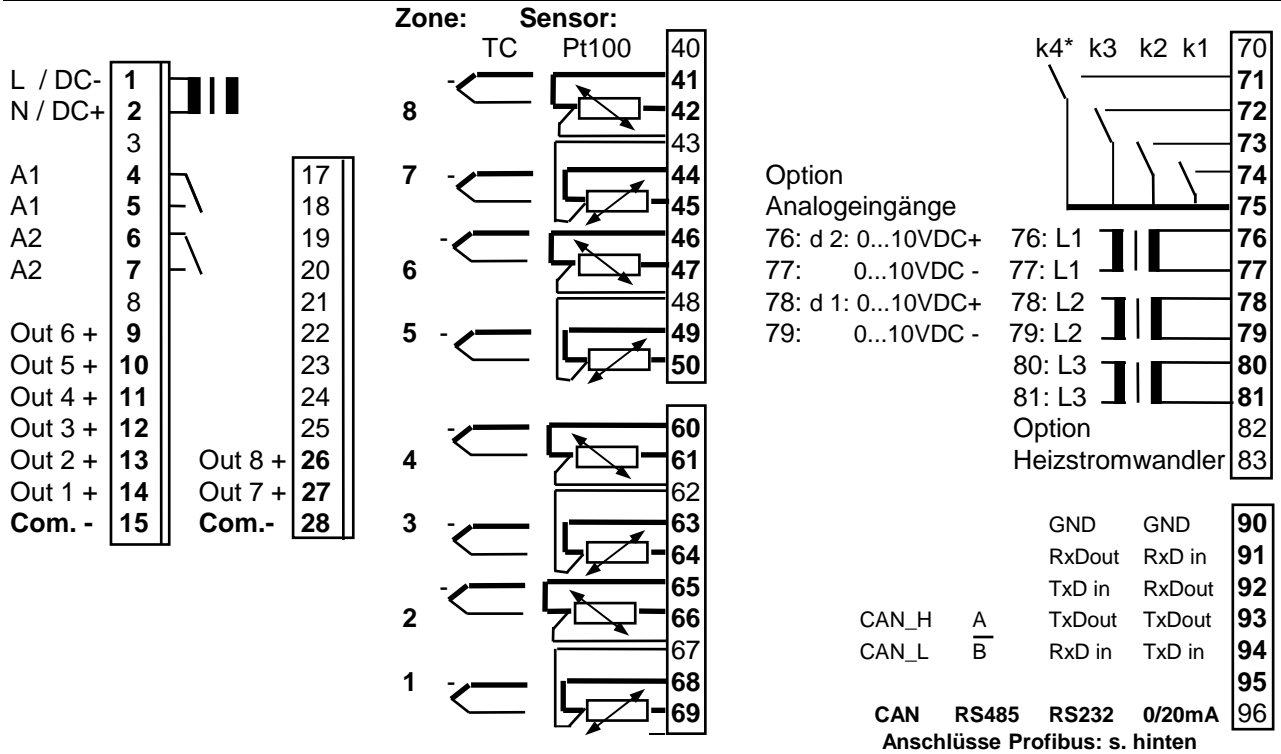 Zone: Sensor:
TC Pt100
L / DC- 1
N / DC+ 2
3
A1 4
A1 5
A2 6
A2 7
8
Out 6 + 9
Out 5 + 10
Out 4 + 11
Out 3 + 12
Out 2 + 13
Out 1 + 14
Com. - 15
17
18
19
20
21
22
23
24
25
Out 8 + 26
Out 7 + 27
Com.- 28
40
- 41
8 42
43
7 - 44
45
- 46
6 47
48
5 - 49
50
- 60
4 61
62
3 - 63
64
- 65
2 66
67
1 - 68
69
k4* k3 k2 k1 70
71
72
73
74
75
Option
Analogeingänge
76: d 2: 0...10VDC+ 76: L1 76
77: 0...10VDC - 77: L1 77
78: d 1: 0...10VDC+ 78: L2 78
79: 0...10VDC - 79: L2 79
80: L3 80
81: L3 81
Option 82
Heizstromwandler 83
GND GND 90
RxDout RxD in 91
TxD in RxDout 92
CAN_H A TxDout TxDout 93
CAN_L B RxD in TxD in 94
95
CAN RS485 RS232 0/20mA 96
Anschlüsse Profibus: s. hinten